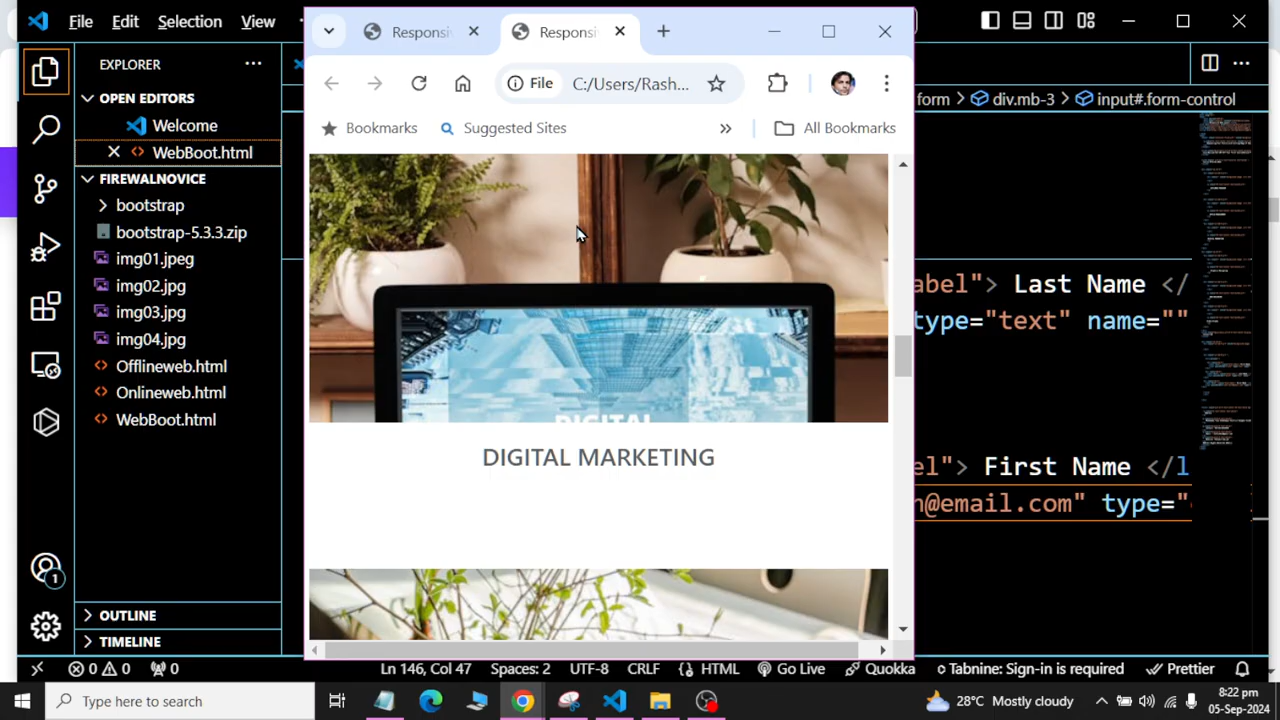 File Edit Selection View
Responsi
Responsi
File C:/Users/Rash...
Bookmarks Suggested Sites » All Bookmarks
EXPLORER
OPEN EDITORS
Welcome
WebBoot.html
FIREWALNOVICE
bootstrap
bootstrap-5.3.3.zip
img01.jpeg
img02.jpg
img03.jpg
img04.jpg
Offlineweb.html
Onlineweb.html
WebBoot.html
OUTLINE
TIMELINE
DIGITAL
DIGITAL MARKETING
form > div.mb-3 > input#.form-control
abel"> Last Name </
type="text" name=""
el"> First Name </l
n@email.com" type="
0 0 0
Ln 146, Col 47 Spaces: 2 UTF-8 CRLF HTML Go Live Quokka Tabnine: Sign-in is required Prettier
1
Type here to search
28°C Mostly cloudy
8:22 pm
05-Sep-2024